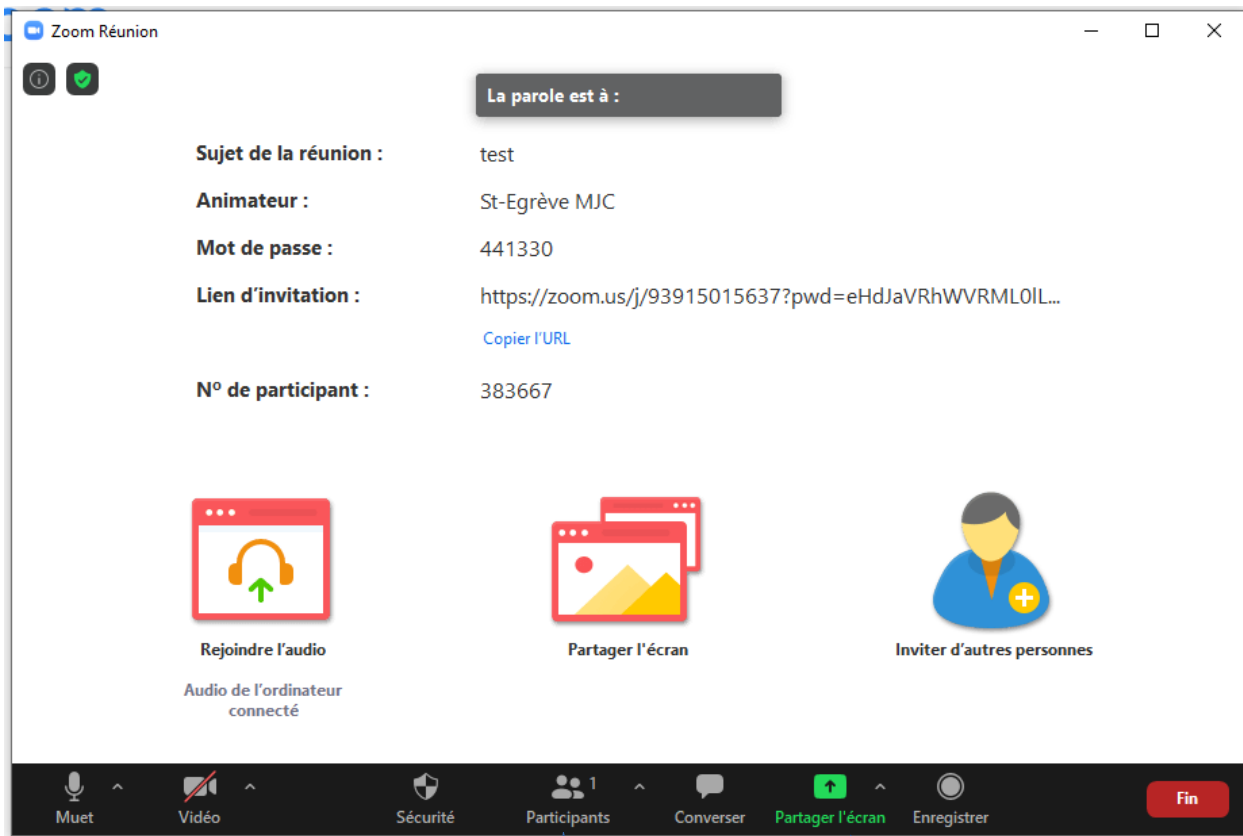 Zoom Réunion
La parole est à :
Sujet de la réunion : test
Animateur : St-Egrève MJC
Mot de passe : 441330
Lien d’invitation : https://zoom.us/j/93915015637?pwd=eHdJaVRhWVRML0lL...
Copier l’URL
Nº de participant : 383667
Rejoindre l’audio
Partager l'écran
Inviter d’autres personnes
Audio de l’ordinateur
connecté
Muet Vidéo Sécurité Participants 1 Converser Partager l'écran Enregistrer Fin